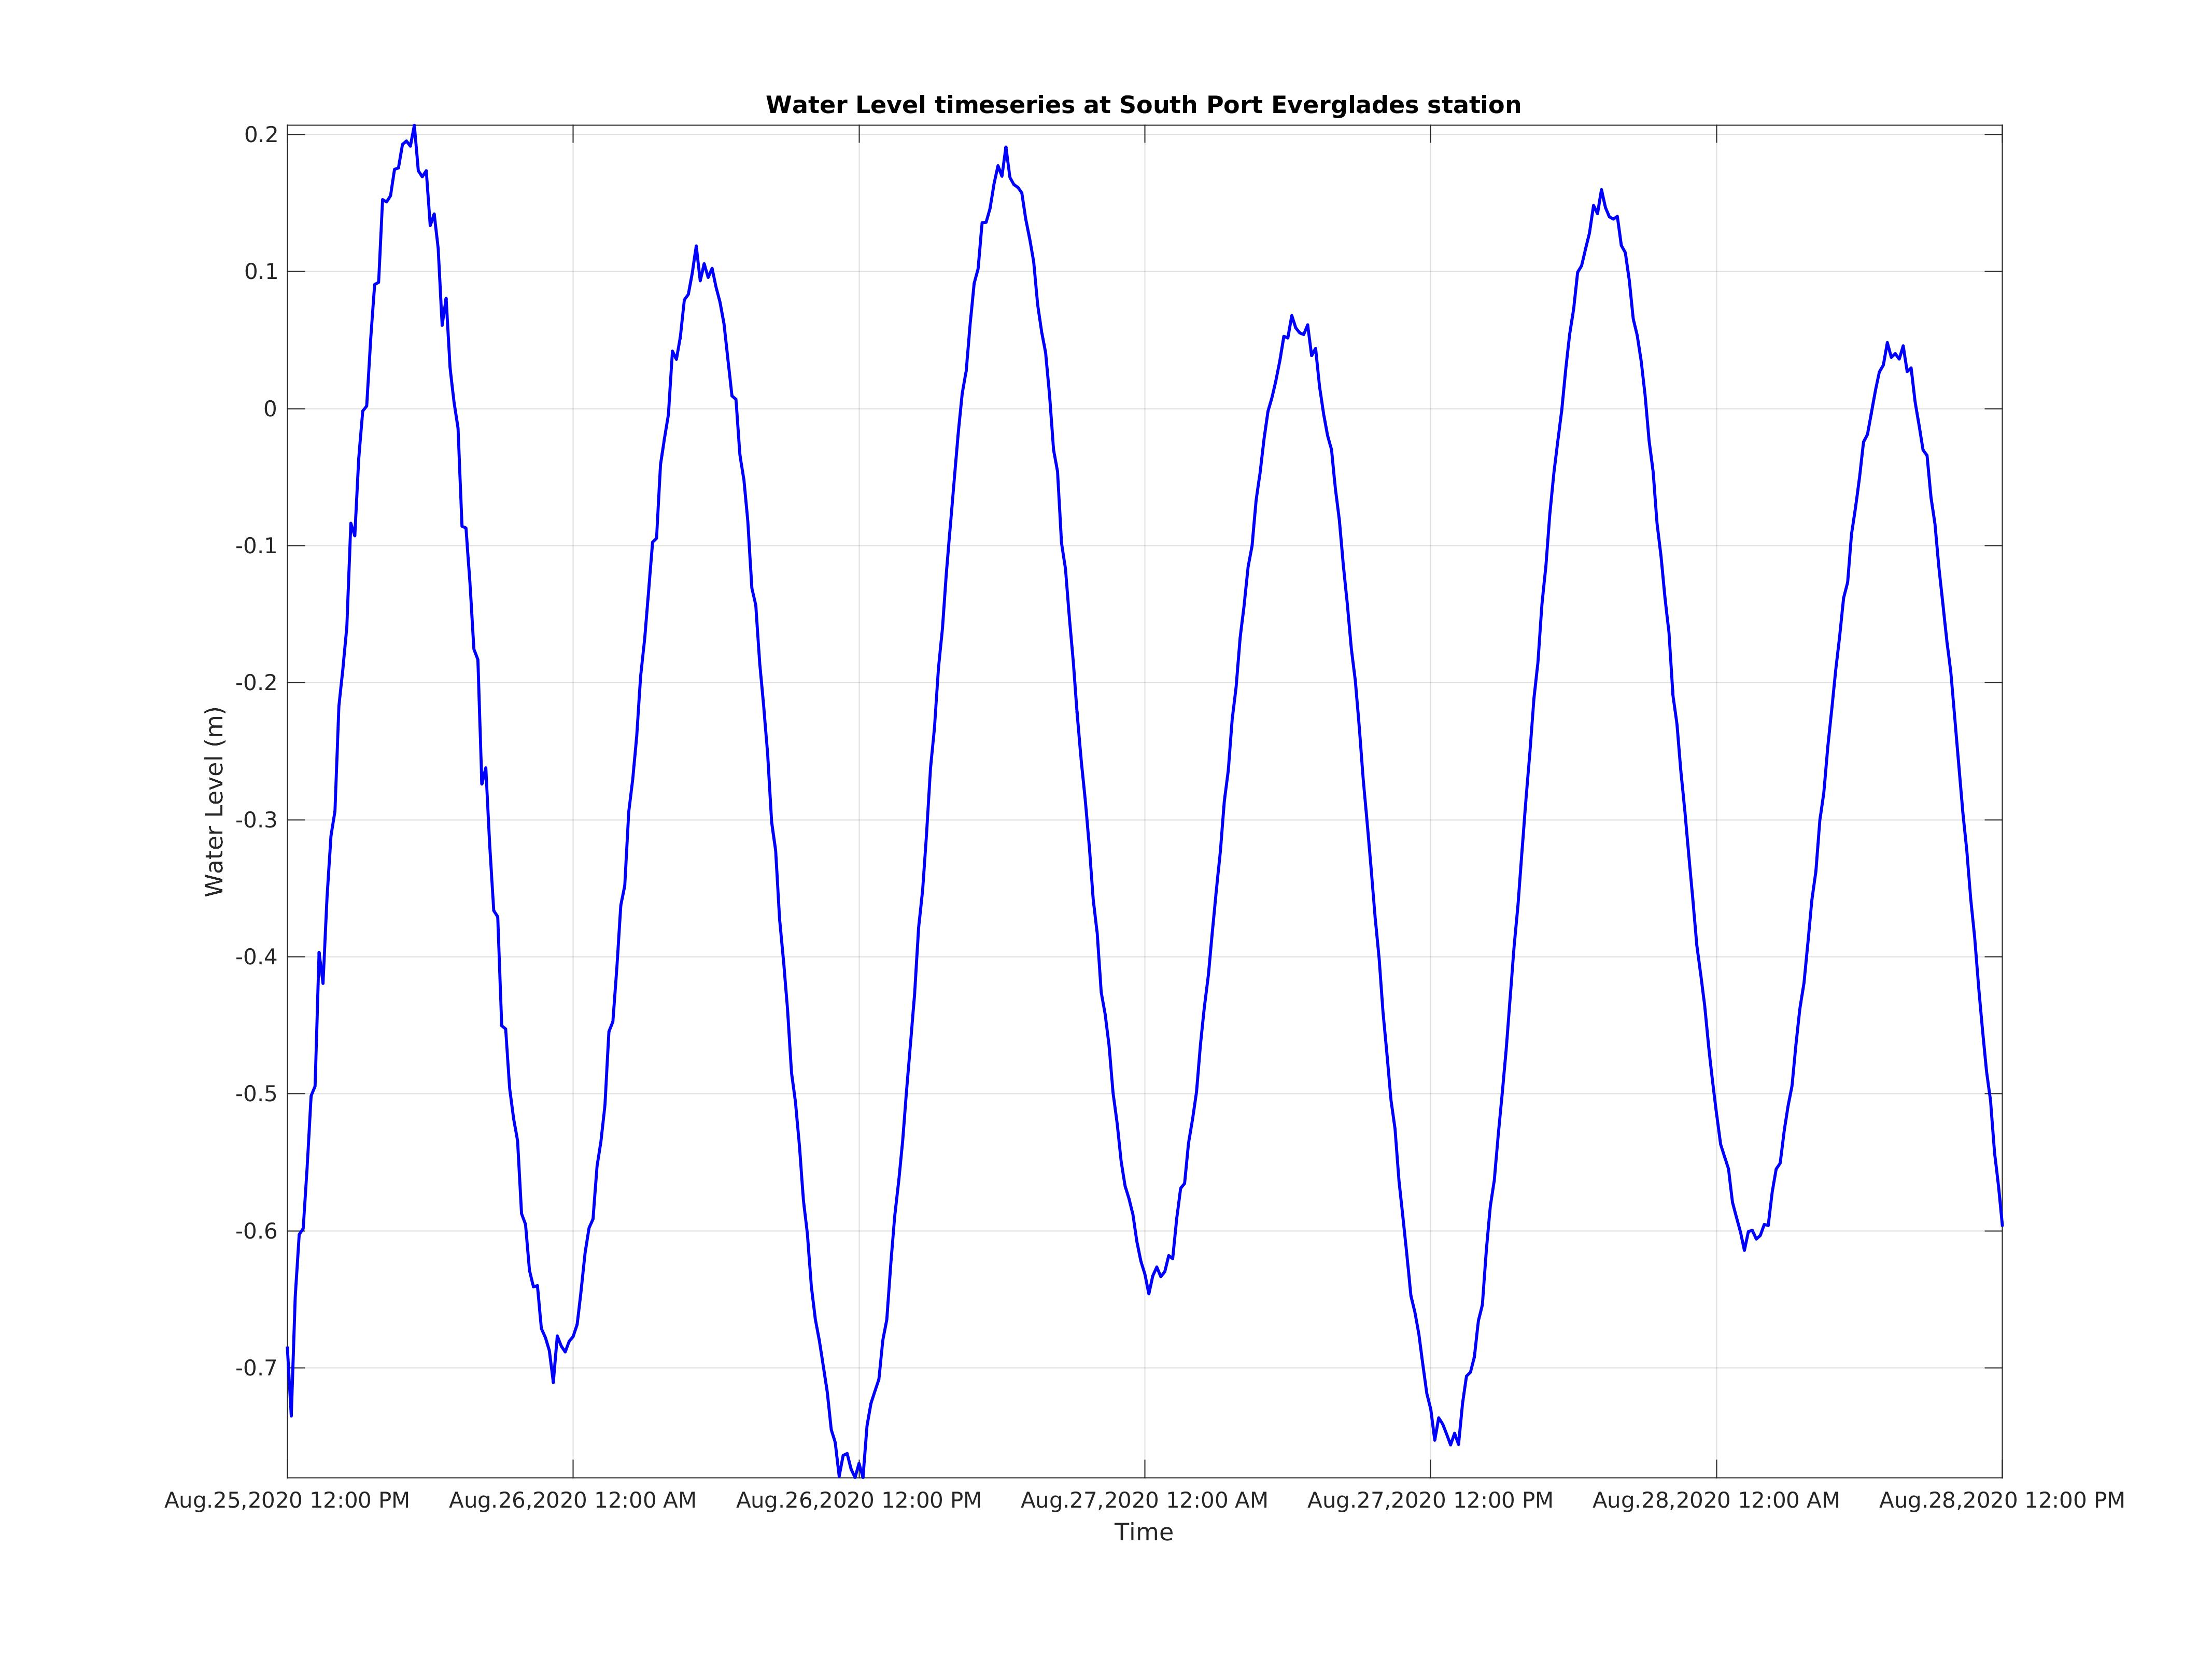 Water Level timeseries at South Port Everglades station
0.2
0.1
0
-0.1
-0.2
-0.3
-0.4
-0.5
-0.6
-0.7
Water Level (m)
Aug.25,2020 12:00 PM Aug.26,2020 12:00 AM Aug.26,2020 12:00 PM Aug.27,2020 12:00 AM Aug.27,2020 12:00 PM Aug.28,2020 12:00 AM Aug.28,2020 12:00 PM
Time